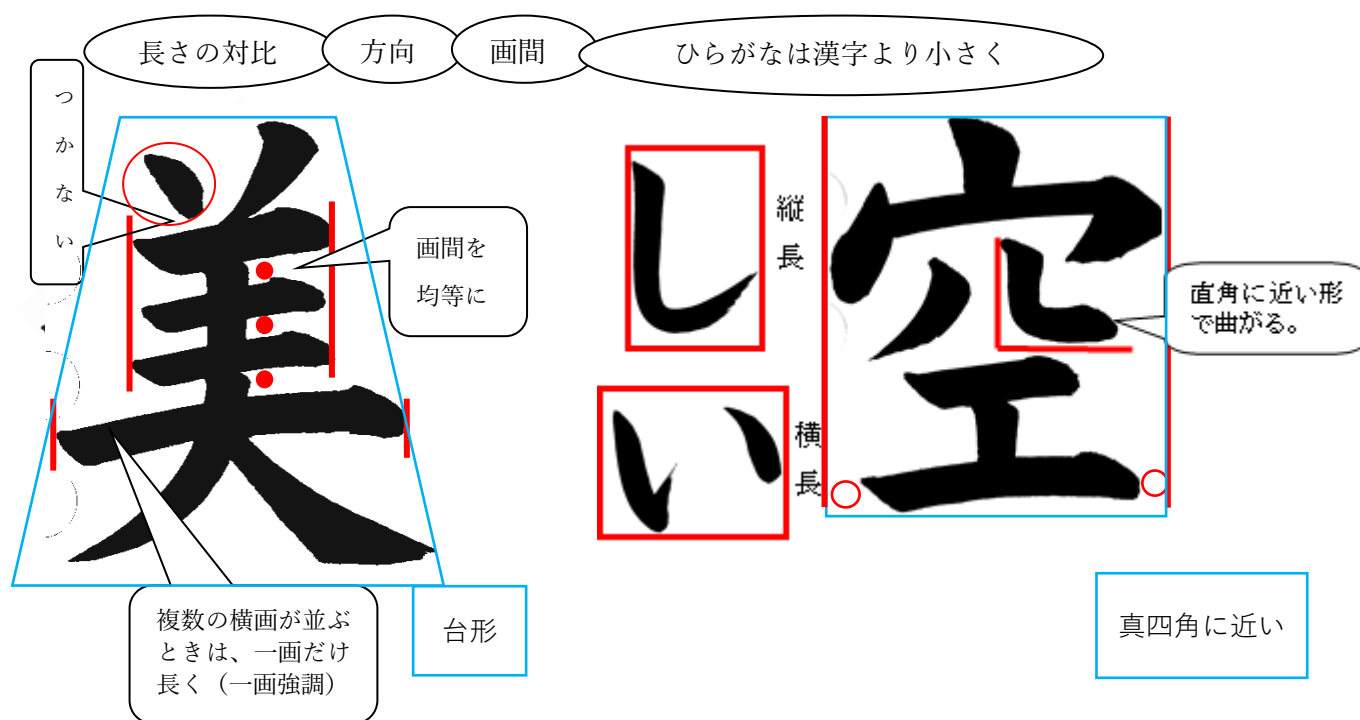 長さの対比
方向
画間
ひらがなは漢字より小さく
つかない
美
画間を
均等に
複数の横画が並ぶ
ときは、一画だけ
長く（一画強調）
台形
し
縦長
い
横長
空
直角に近い形
で曲がる。
真四角に近い